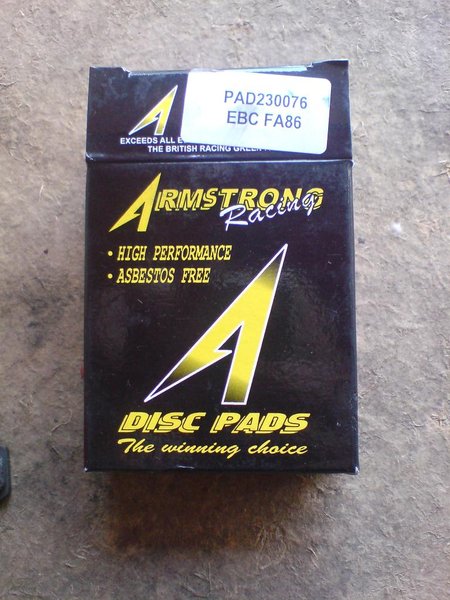 PAD230076
EBC FA86
EXCEEDS ALL
THE BRITISH RACING GREEN
ARMSTRONG
Racing
• HIGH PERFORMANCE
• ASBESTOS FREE
DISC PADS
The winning choice